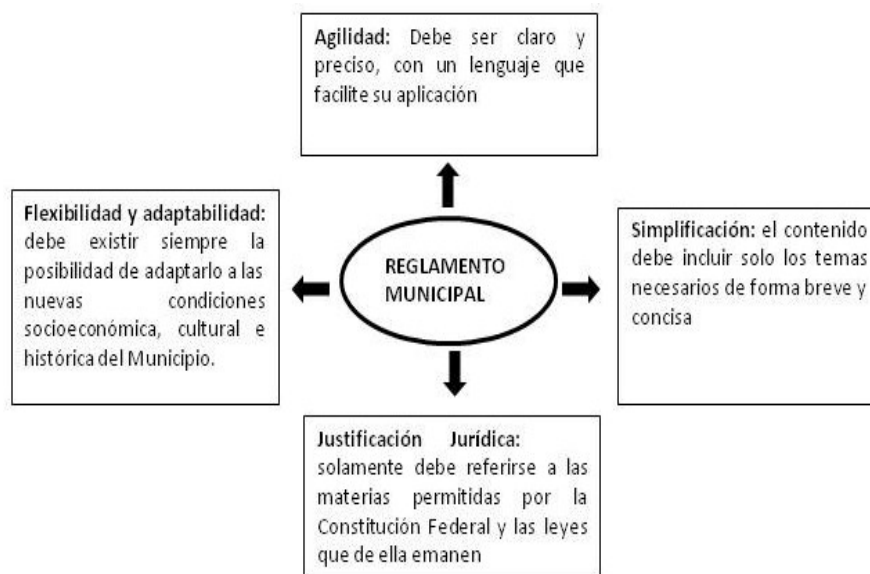 Agilidad: Debe ser claro y
preciso, con un lenguaje que
facilite su aplicación
Flexibilidad y adaptabilidad:
debe existir siempre la
posibilidad de adaptarlo a las
nuevas condiciones
socioeconómica, cultural e
histórica del Municipio.
REGLAMENTO
MUNICIPAL
Simplificación: el contenido
debe incluir solo los temas
necesarios de forma breve y
concisa
Justificación Jurídica:
solamente debe referirse a las
materias permitidas por la
Constitución Federal y las leyes
que de ella emanen